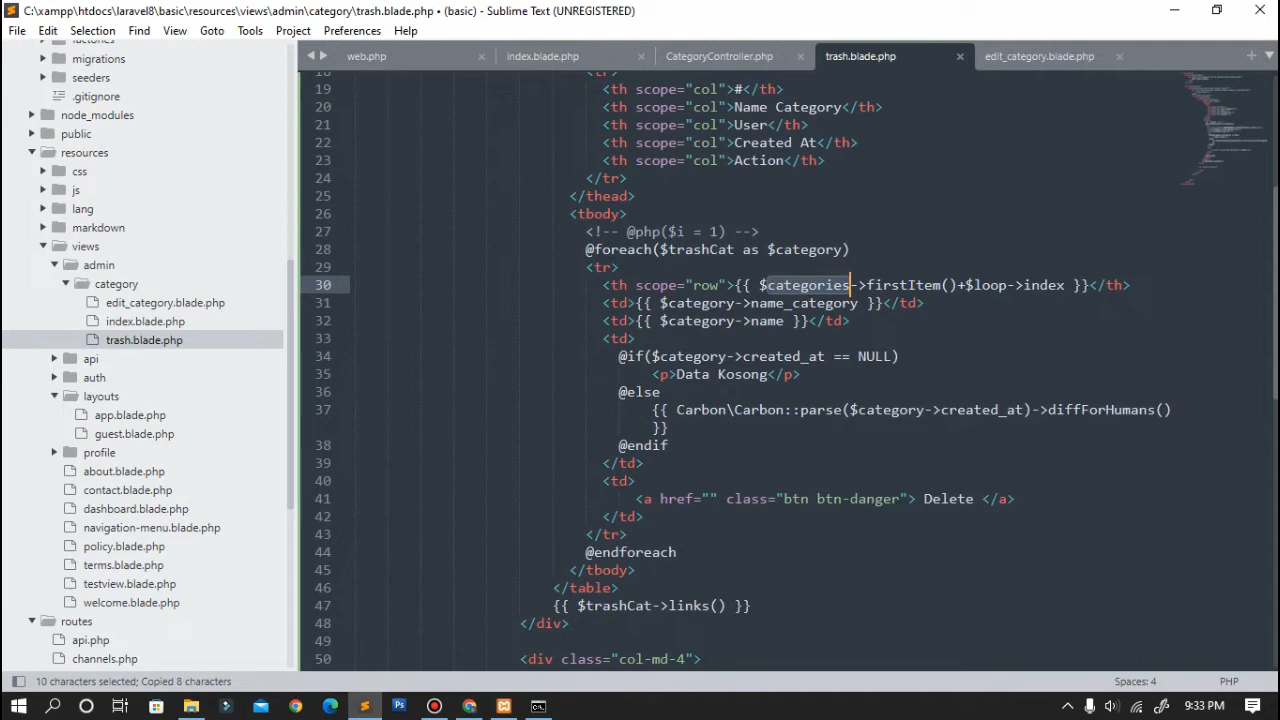 C:\xampp\htdocs\laravel8\basic\resources\views\admin\category\trash.blade.php • (basic) - Sublime Text (UNREGISTERED)
File Edit Selection Find View Goto Tools Project Preferences Help
web.php index.blade.php CategoryController.php trash.blade.php edit_category.blade.php
factories
migrations
seeders
.gitignore
node_modules
public
resources
css
js
lang
markdown
views
admin
category
edit_category.blade.php
index.blade.php
trash.blade.php
api
auth
layouts
app.blade.php
guest.blade.php
profile
about.blade.php
contact.blade.php
dashboard.blade.php
navigation-menu.blade.php
policy.blade.php
terms.blade.php
testview.blade.php
welcome.blade.php
routes
api.php
channels.php
18 <tr>
19 <th scope="col">#</th>
20 <th scope="col">Name Category</th>
21 <th scope="col">User</th>
22 <th scope="col">Created At</th>
23 <th scope="col">Action</th>
24 </tr>
25 </thead>
26 <tbody>
27 <!-- @php($i = 1) -->
28 @foreach($trashCat as $category)
29 <tr>
30 <th scope="row">{{ $categories->firstItem()+$loop->index }}</th>
31 <td>{{ $category->name_category }}</td>
32 <td>{{ $category->name }}</td>
33 <td>
34 @if($category->created_at == NULL)
35 <p>Data Kosong</p>
36 @else
37 {{ Carbon\Carbon::parse($category->created_at)->diffForHumans()
}}
38 @endif
39 </td>
40 <td>
41 <a href="" class="btn btn-danger"> Delete </a>
42 </td>
43 </tr>
44 @endforeach
45 </tbody>
46 </table>
47 {{ $trashCat->links() }}
48 </div>
49
50 <div class="col-md-4">
10 characters selected; Copied 8 characters Spaces: 4 PHP
9:33 PM